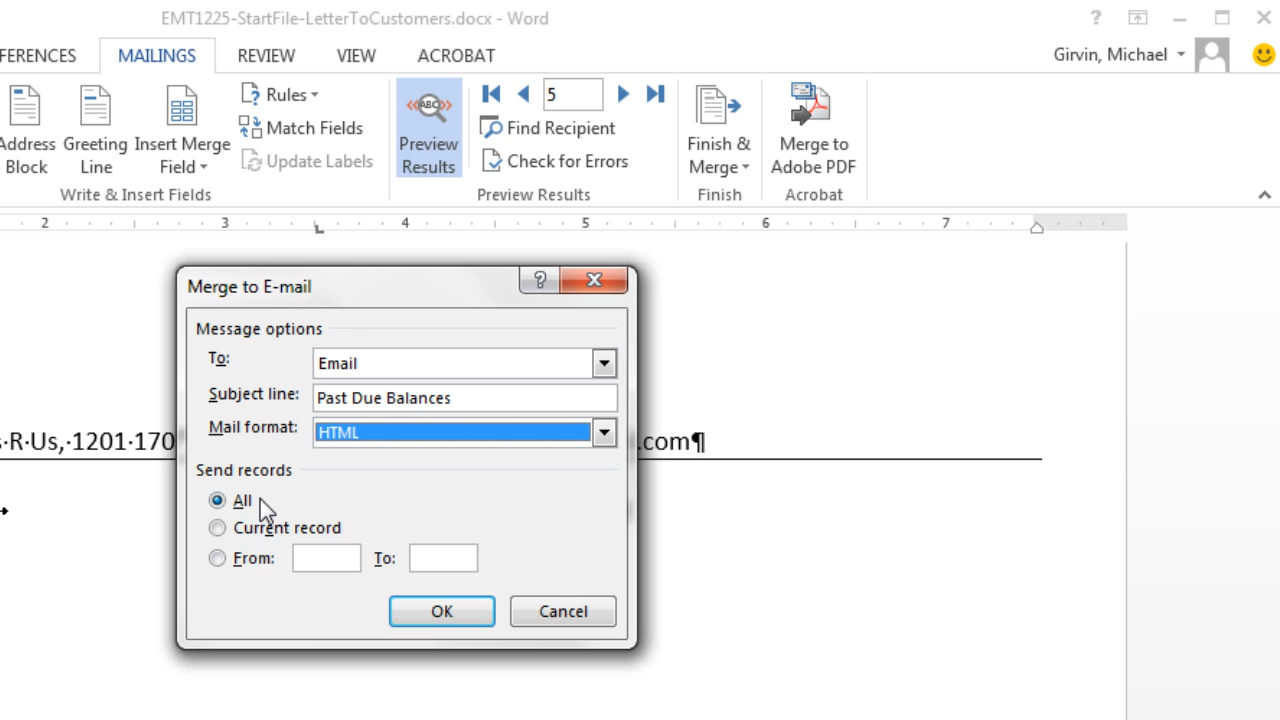 EMT1225-StartFile-LetterToCustomers.docx - Word
?
FERENCES MAILINGS REVIEW VIEW ACROBAT Girvin, Michael
Address Block
Greeting Line
Insert Merge Field
Rules
Match Fields
Update Labels
Write & Insert Fields
ABC
Preview Results
5
Find Recipient
Check for Errors
Preview Results
Finish & Merge
Finish
Merge to Adobe PDF
Acrobat
2 3 4 5 6 7
Merge to E-mail
?
Message options
To: Email
Subject line: Past Due Balances
Mail format: HTML
s·R·Us,·1201·170 .com¶
Send records
All
Current record
From: To:
OK Cancel